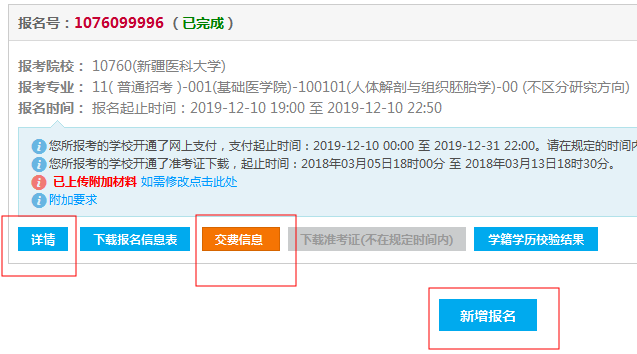 报名号：1076099996 （已完成）
报考院校： 10760(新疆医科大学)
报考专业： 11( 普通招考 )-001(基础医学院)-100101(人体解剖与组织胚胎学)-00 (不区分研究方向)
报名时间： 报名起止时间：2019-12-10 19:00 至 2019-12-10 22:50
您所报考的学校开通了网上支付，支付起止时间：2019-12-10 00:00 至 2019-12-31 22:00。请在规定的时间内
您所报考的学校开通了准考证下载，起止时间：2018年03月05日18时00分 至 2018年03月13日18时30分。
已上传附加材料 如需修改点击此处
附加要求
详情 下载报名信息表 交费信息 下载准考证(不在规定时间内) 学籍学历校验结果
新增报名